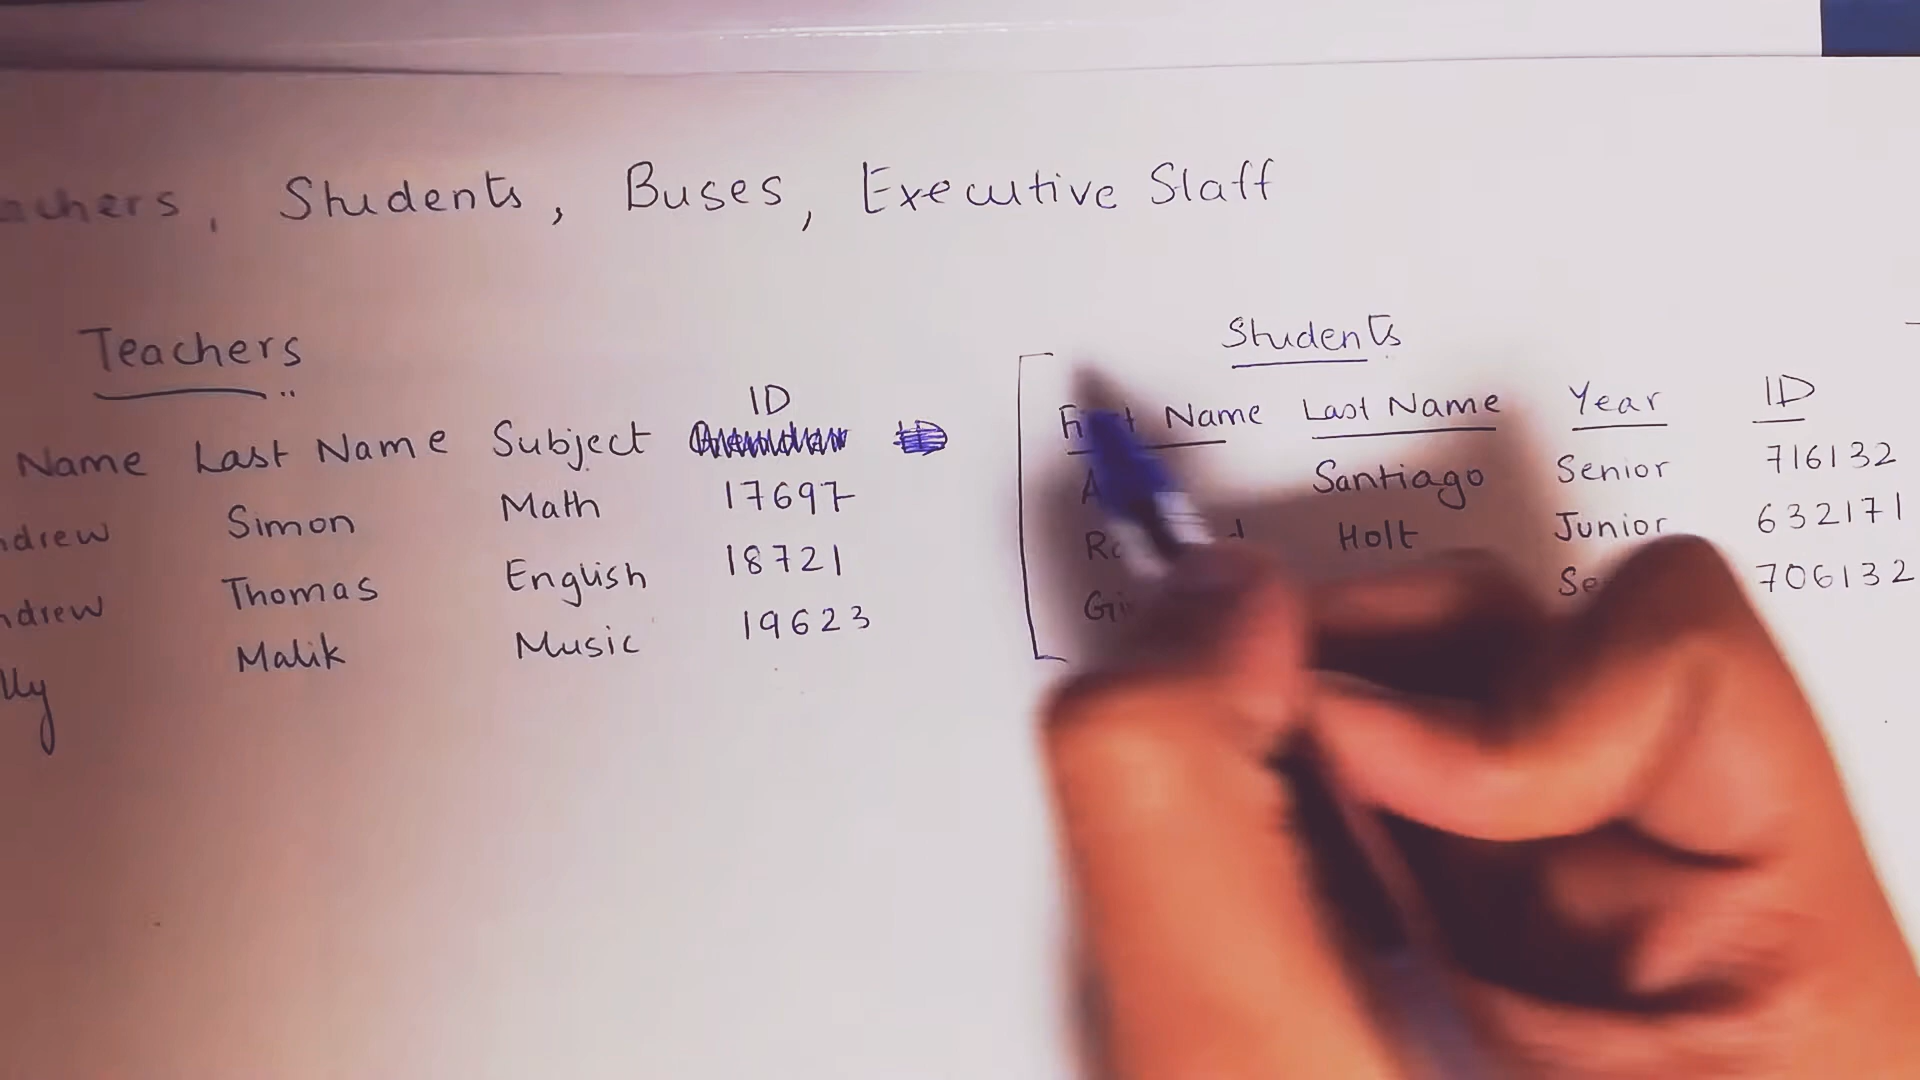 Students, Buses, Executive Staff
Teachers
Name Last Name Subject ID
Simon Math 17697
Thomas English 18721
Malik Music 19623
Students
Name Last Name Year ID
Santiago Senior 716132
Holt Junior 632171
706132